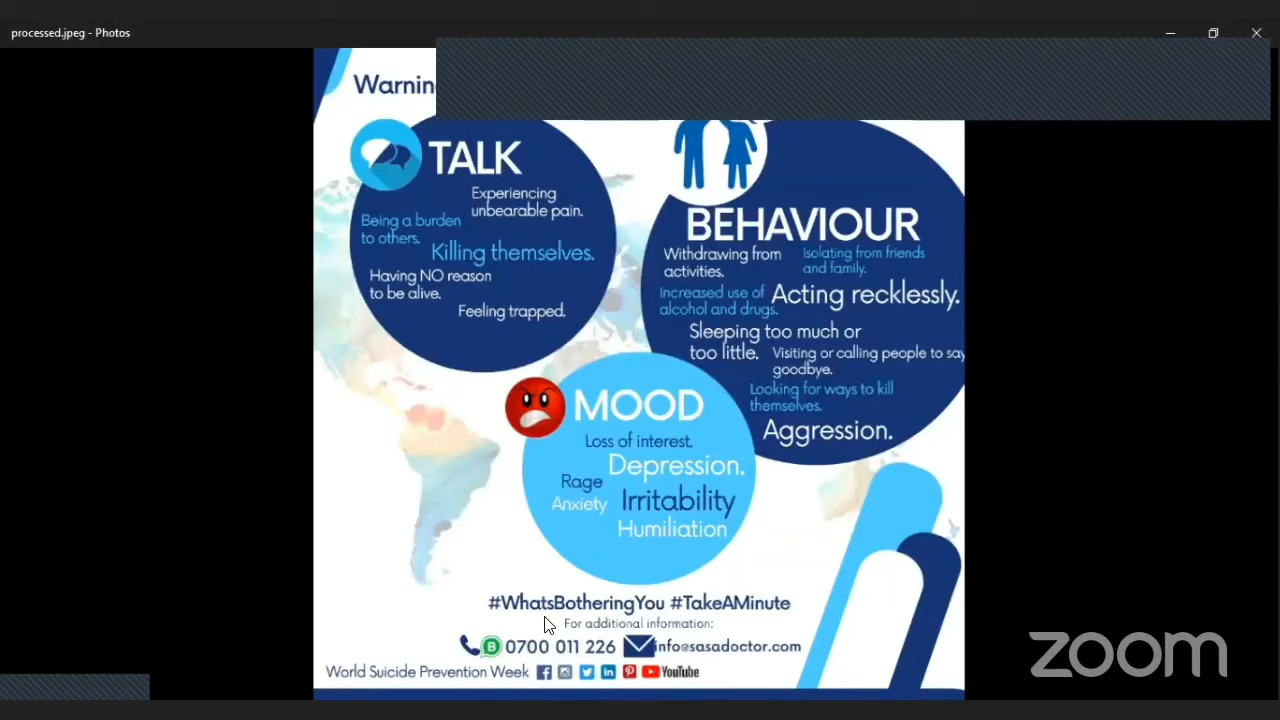 processed.jpeg - Photos
TALK
Experiencing
unbearable pain.
Being a burden
to others.
Killing themselves.
Having NO reason
to be alive.
Feeling trapped.
BEHAVIOUR
Withdrawing from
activities.
Isolating from friends
and family.
Increased use of
alcohol and drugs.
Acting recklessly.
Sleeping too much or
too little.
Visiting or calling people to say
goodbye.
Looking for ways to kill
themselves.
Aggression.
MOOD
Loss of interest.
Depression.
Rage
Irritability
Anxiety
Humiliation
#WhatsBotheringYou #TakeAMinute
For additional information:
0700 011 226 info@sasadoctor.com
World Suicide Prevention Week YouTube
zoom